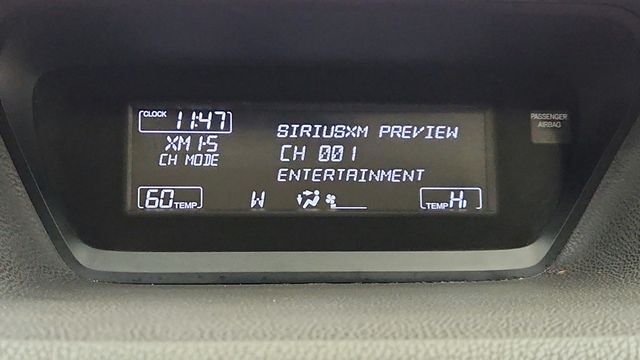 CLOCK 11:47
XM 1-5
CH MODE
SIRIUSXM PREVIEW
CH 001
ENTERTAINMENT
60 TEMP
W
TEMP Hi
PASSENGER
AIRBAG